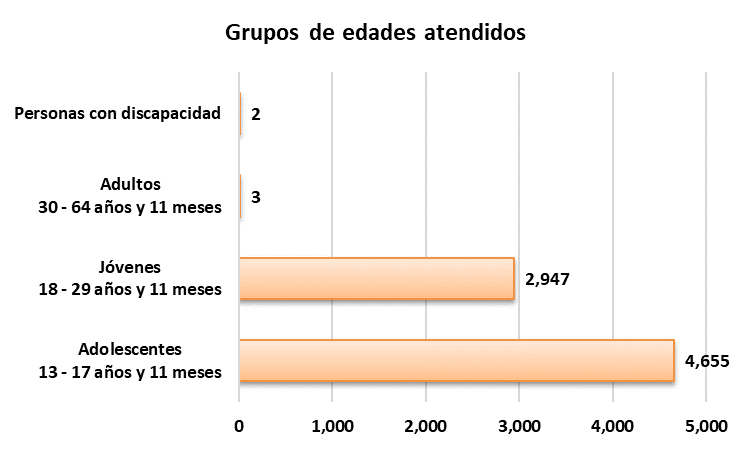 Grupos de edades atendidos
Personas con discapacidad
2
Adultos
30 - 64 años y 11 meses
3
Jóvenes
18 - 29 años y 11 meses
2,947
Adolescentes
13 - 17 años y 11 meses
4,655
0 1,000 2,000 3,000 4,000 5,000